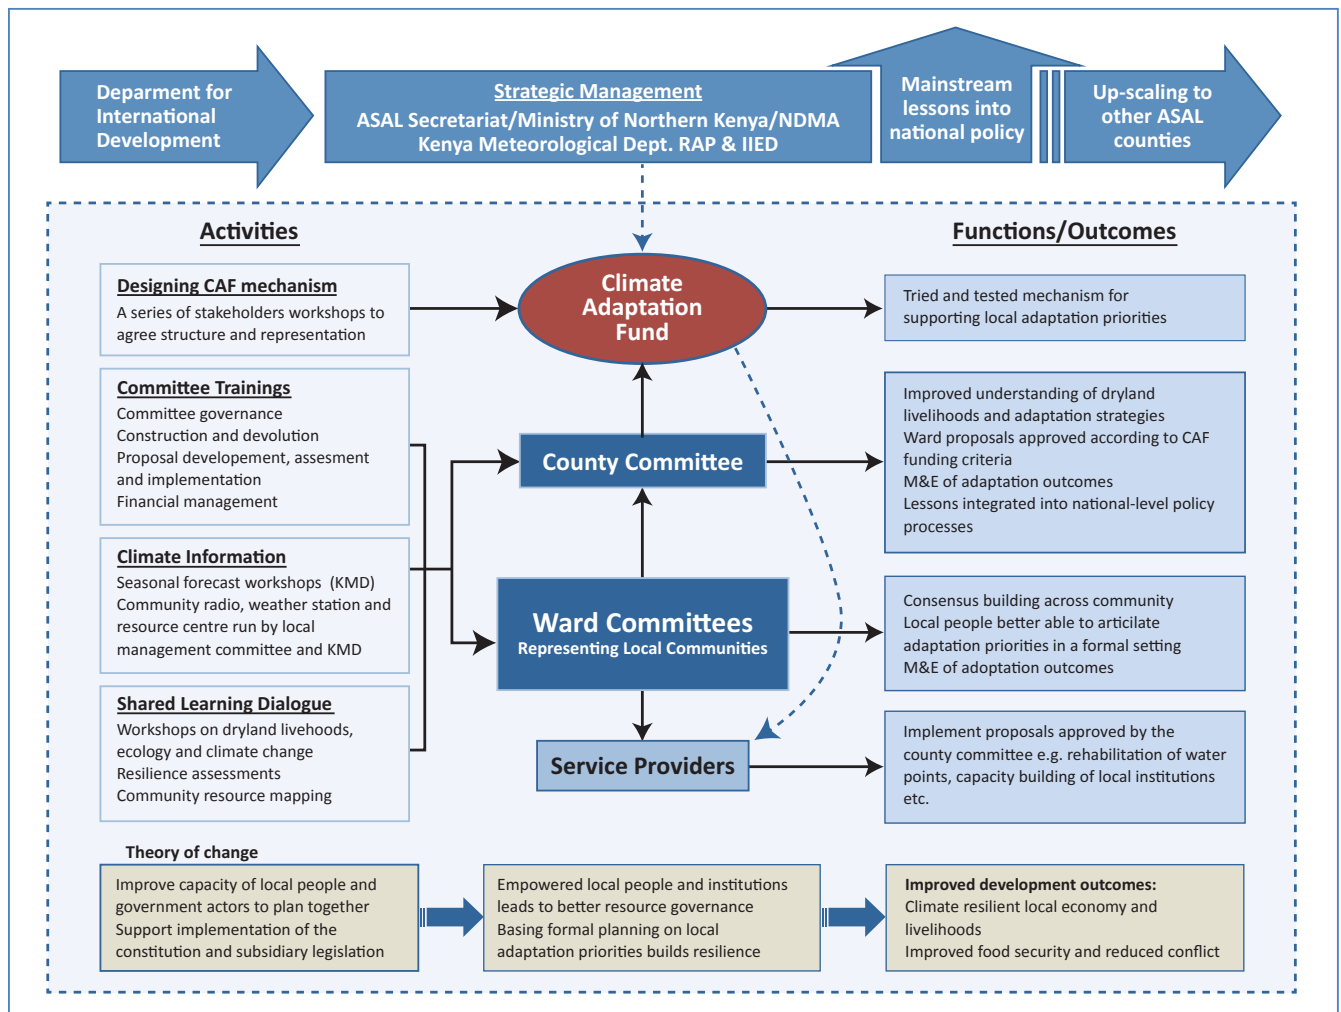 Deparment for
International
Development
Strategic Management
ASAL Secretariat/Ministry of Northern Kenya/NDMA
Kenya Meteorological Dept. RAP & IIED
Mainstream
lessons into
national policy
Up-scaling to
other ASAL
counties
Activities
Functions/Outcomes
Designing CAF mechanism
A series of stakeholders workshops to
agree structure and representation
Climate
Adaptation
Fund
Tried and tested mechanism for
supporting local adaptation priorities
Committee Trainings
Committee governance
Construction and devolution
Proposal developement, assesment
and implementation
Financial management
County Committee
Improved understanding of dryland
livelihoods and adaptation strategies
Ward proposals approved according to CAF
funding criteria
M&E of adaptation outcomes
Lessons integrated into national-level policy
processes
Climate Information
Seasonal forecast workshops (KMD)
Community radio, weather station and
resource centre run by local
management committee and KMD
Ward Committees
Representing Local Communities
Consensus building across community
Local people better able to articilate
adaptation priorities in a formal setting
M&E of adoptation outcomes
Shared Learning Dialogue
Workshops on dryland livehoods,
ecology and climate change
Resilience assessments
Community resource mapping
Service Providers
Implement proposals approved by the
county committee e.g. rehabilitation of water
points, capacity building of local institutions
etc.
Theory of change
Improve capacity of local people and
government actors to plan together
Support implementation of the
constitution and subsidiary legislation
Empowered local people and institutions
leads to better resource governance
Basing formal planning on local
adaptation priorities builds resilience
Improved development outcomes:
Climate resilient local economy and
livelihoods
Improved food security and reduced conflict